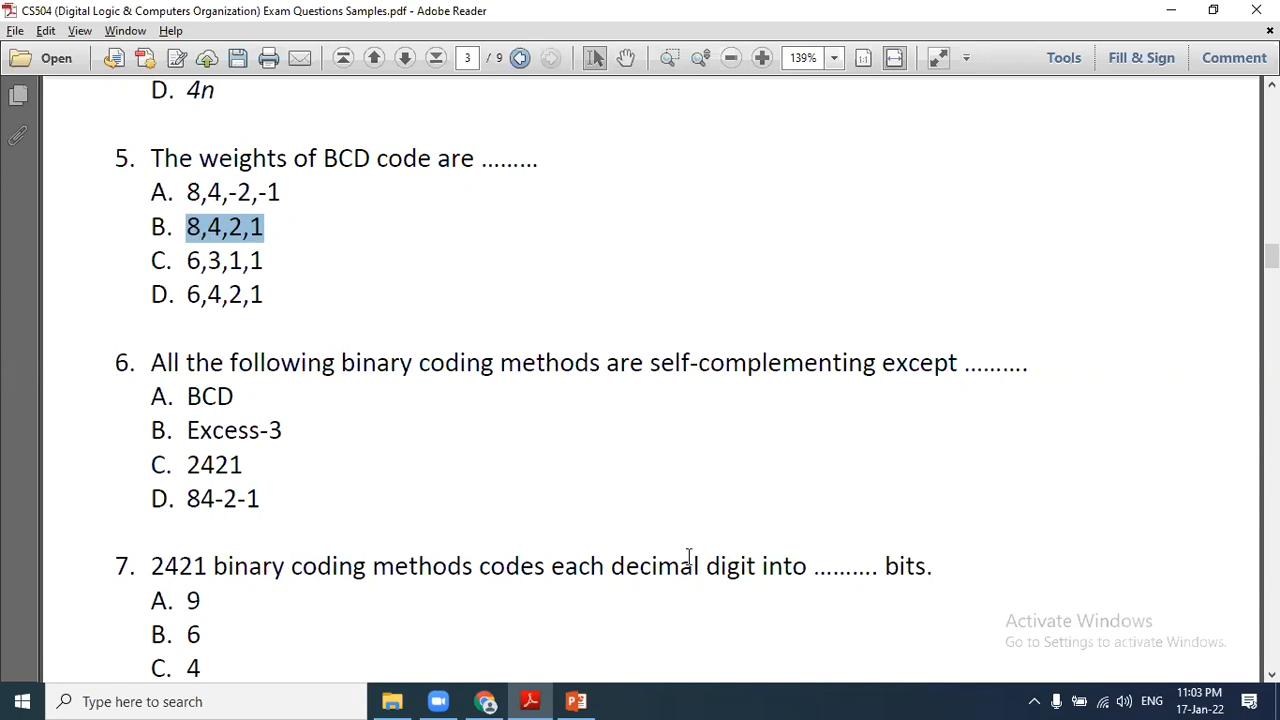 CS504 (Digital Logic & Computers Organization) Exam Questions Samples.pdf - Adobe Reader
File Edit View Window Help
Open 3 / 9 139% Tools Fill & Sign Comment
D. 4n
5. The weights of BCD code are .........
A. 8,4,-2,-1
B. 8,4,2,1
C. 6,3,1,1
D. 6,4,2,1
6. All the following binary coding methods are self-complementing except ..........
A. BCD
B. Excess-3
C. 2421
D. 84-2-1
7. 2421 binary coding methods codes each decimal digit into .......... bits.
A. 9
B. 6
C. 4
Activate Windows
Go to Settings to activate Windows.
Type here to search
ENG
11:03 PM
17-Jan-22